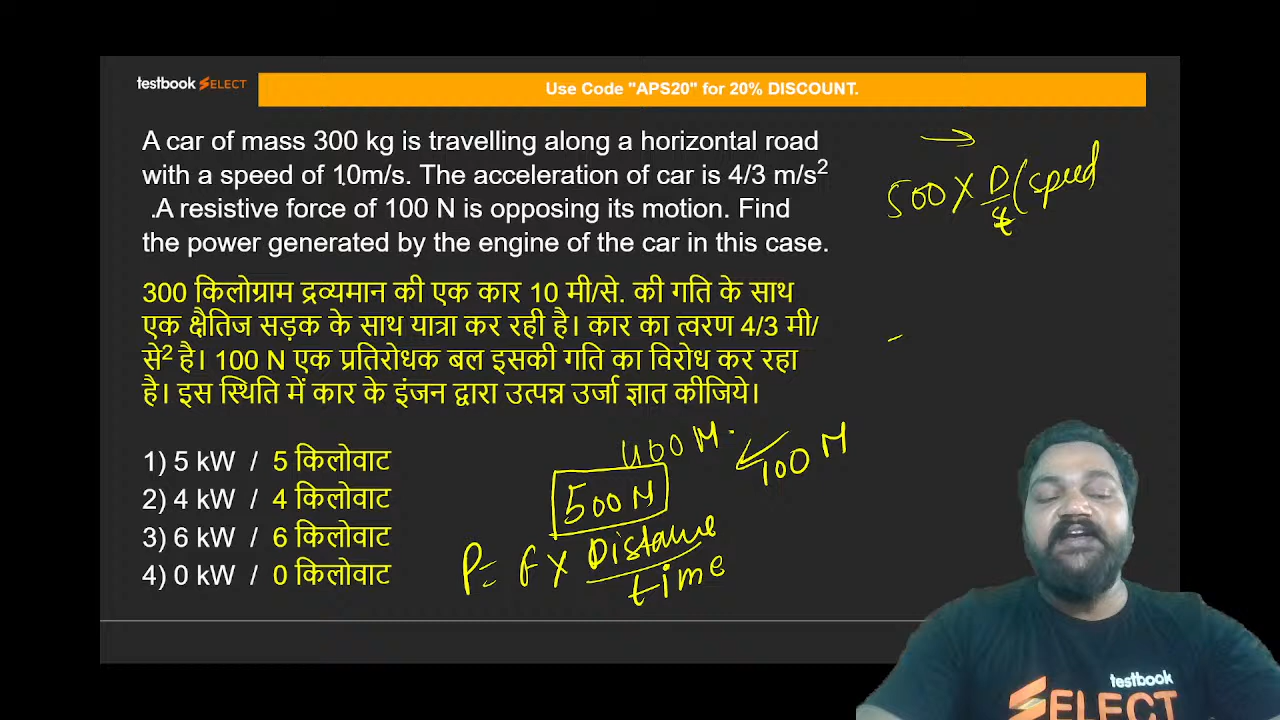 testbook SELECT
Use Code "APS20" for 20% DISCOUNT.
A car of mass 300 kg is travelling along a horizontal road
with a speed of 10m/s. The acceleration of car is 4/3 m/s²
.A resistive force of 100 N is opposing its motion. Find
the power generated by the engine of the car in this case.
300 किलोग्राम द्रव्यमान की एक कार 10 मी/से. की गति के साथ
एक क्षैतिज सड़क के साथ यात्रा कर रही है। कार का त्वरण 4/3 मी/
से² है। 100 N एक प्रतिरोधक बल इसकी गति का विरोध कर रहा
है। इस स्थिति में कार के इंजन द्वारा उत्पन्न उर्जा ज्ञात कीजिये।
1) 5 kW / 5 किलोवाट
2) 4 kW / 4 किलोवाट
3) 6 kW / 6 किलोवाट
4) 0 kW / 0 किलोवाट
500 X D/t (speed
400 N.
100 N
500 N
P = F X Distance/time
testbook
SELECT